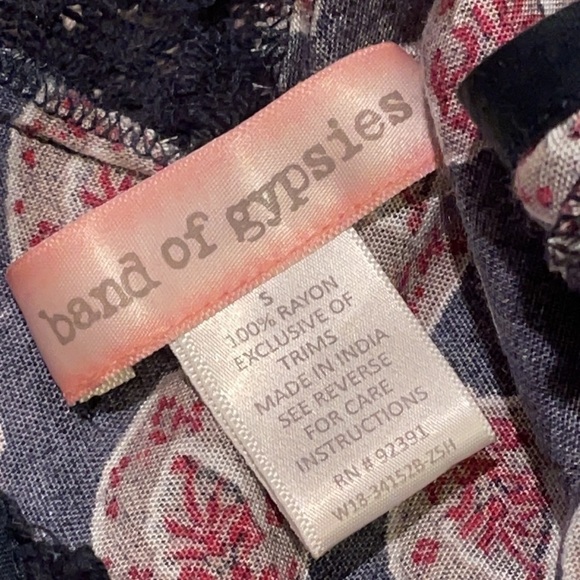 band of gypsies
S
100% RAYON
EXCLUSIVE OF
TRIMS
MADE IN INDIA
SEE REVERSE
FOR CARE
INSTRUCTIONS
RN # 92391
W18-34152B-ZSH